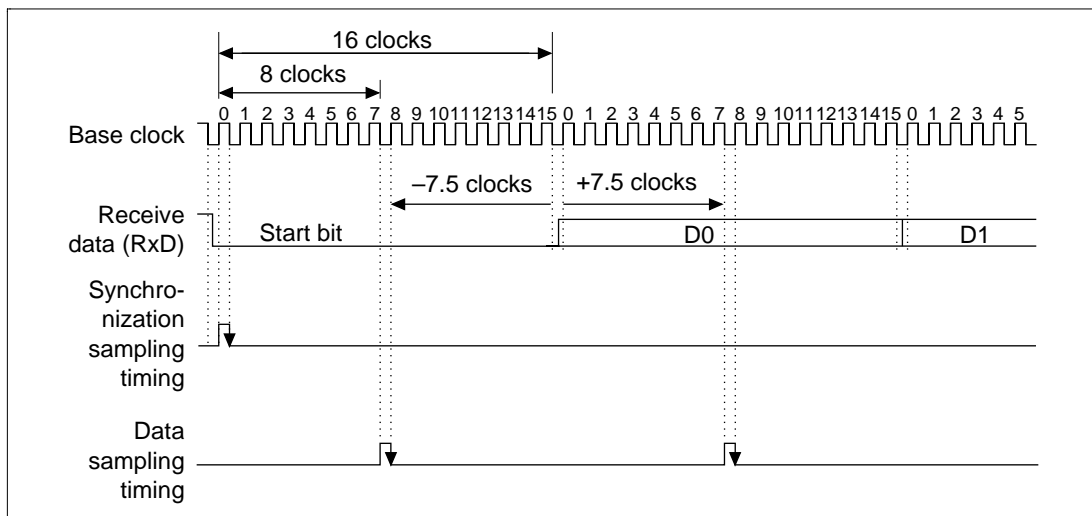 16 clocks
8 clocks
0 1 2 3 4 5 6 7 8 9 10 11 12 13 14 15 0 1 2 3 4 5 6 7 8 9 10 11 12 13 14 15 0 1 2 3 4 5
Base clock
–7.5 clocks +7.5 clocks
Receive
data (RxD)
Start bit D0 D1
Synchro-
nization
sampling
timing
Data
sampling
timing